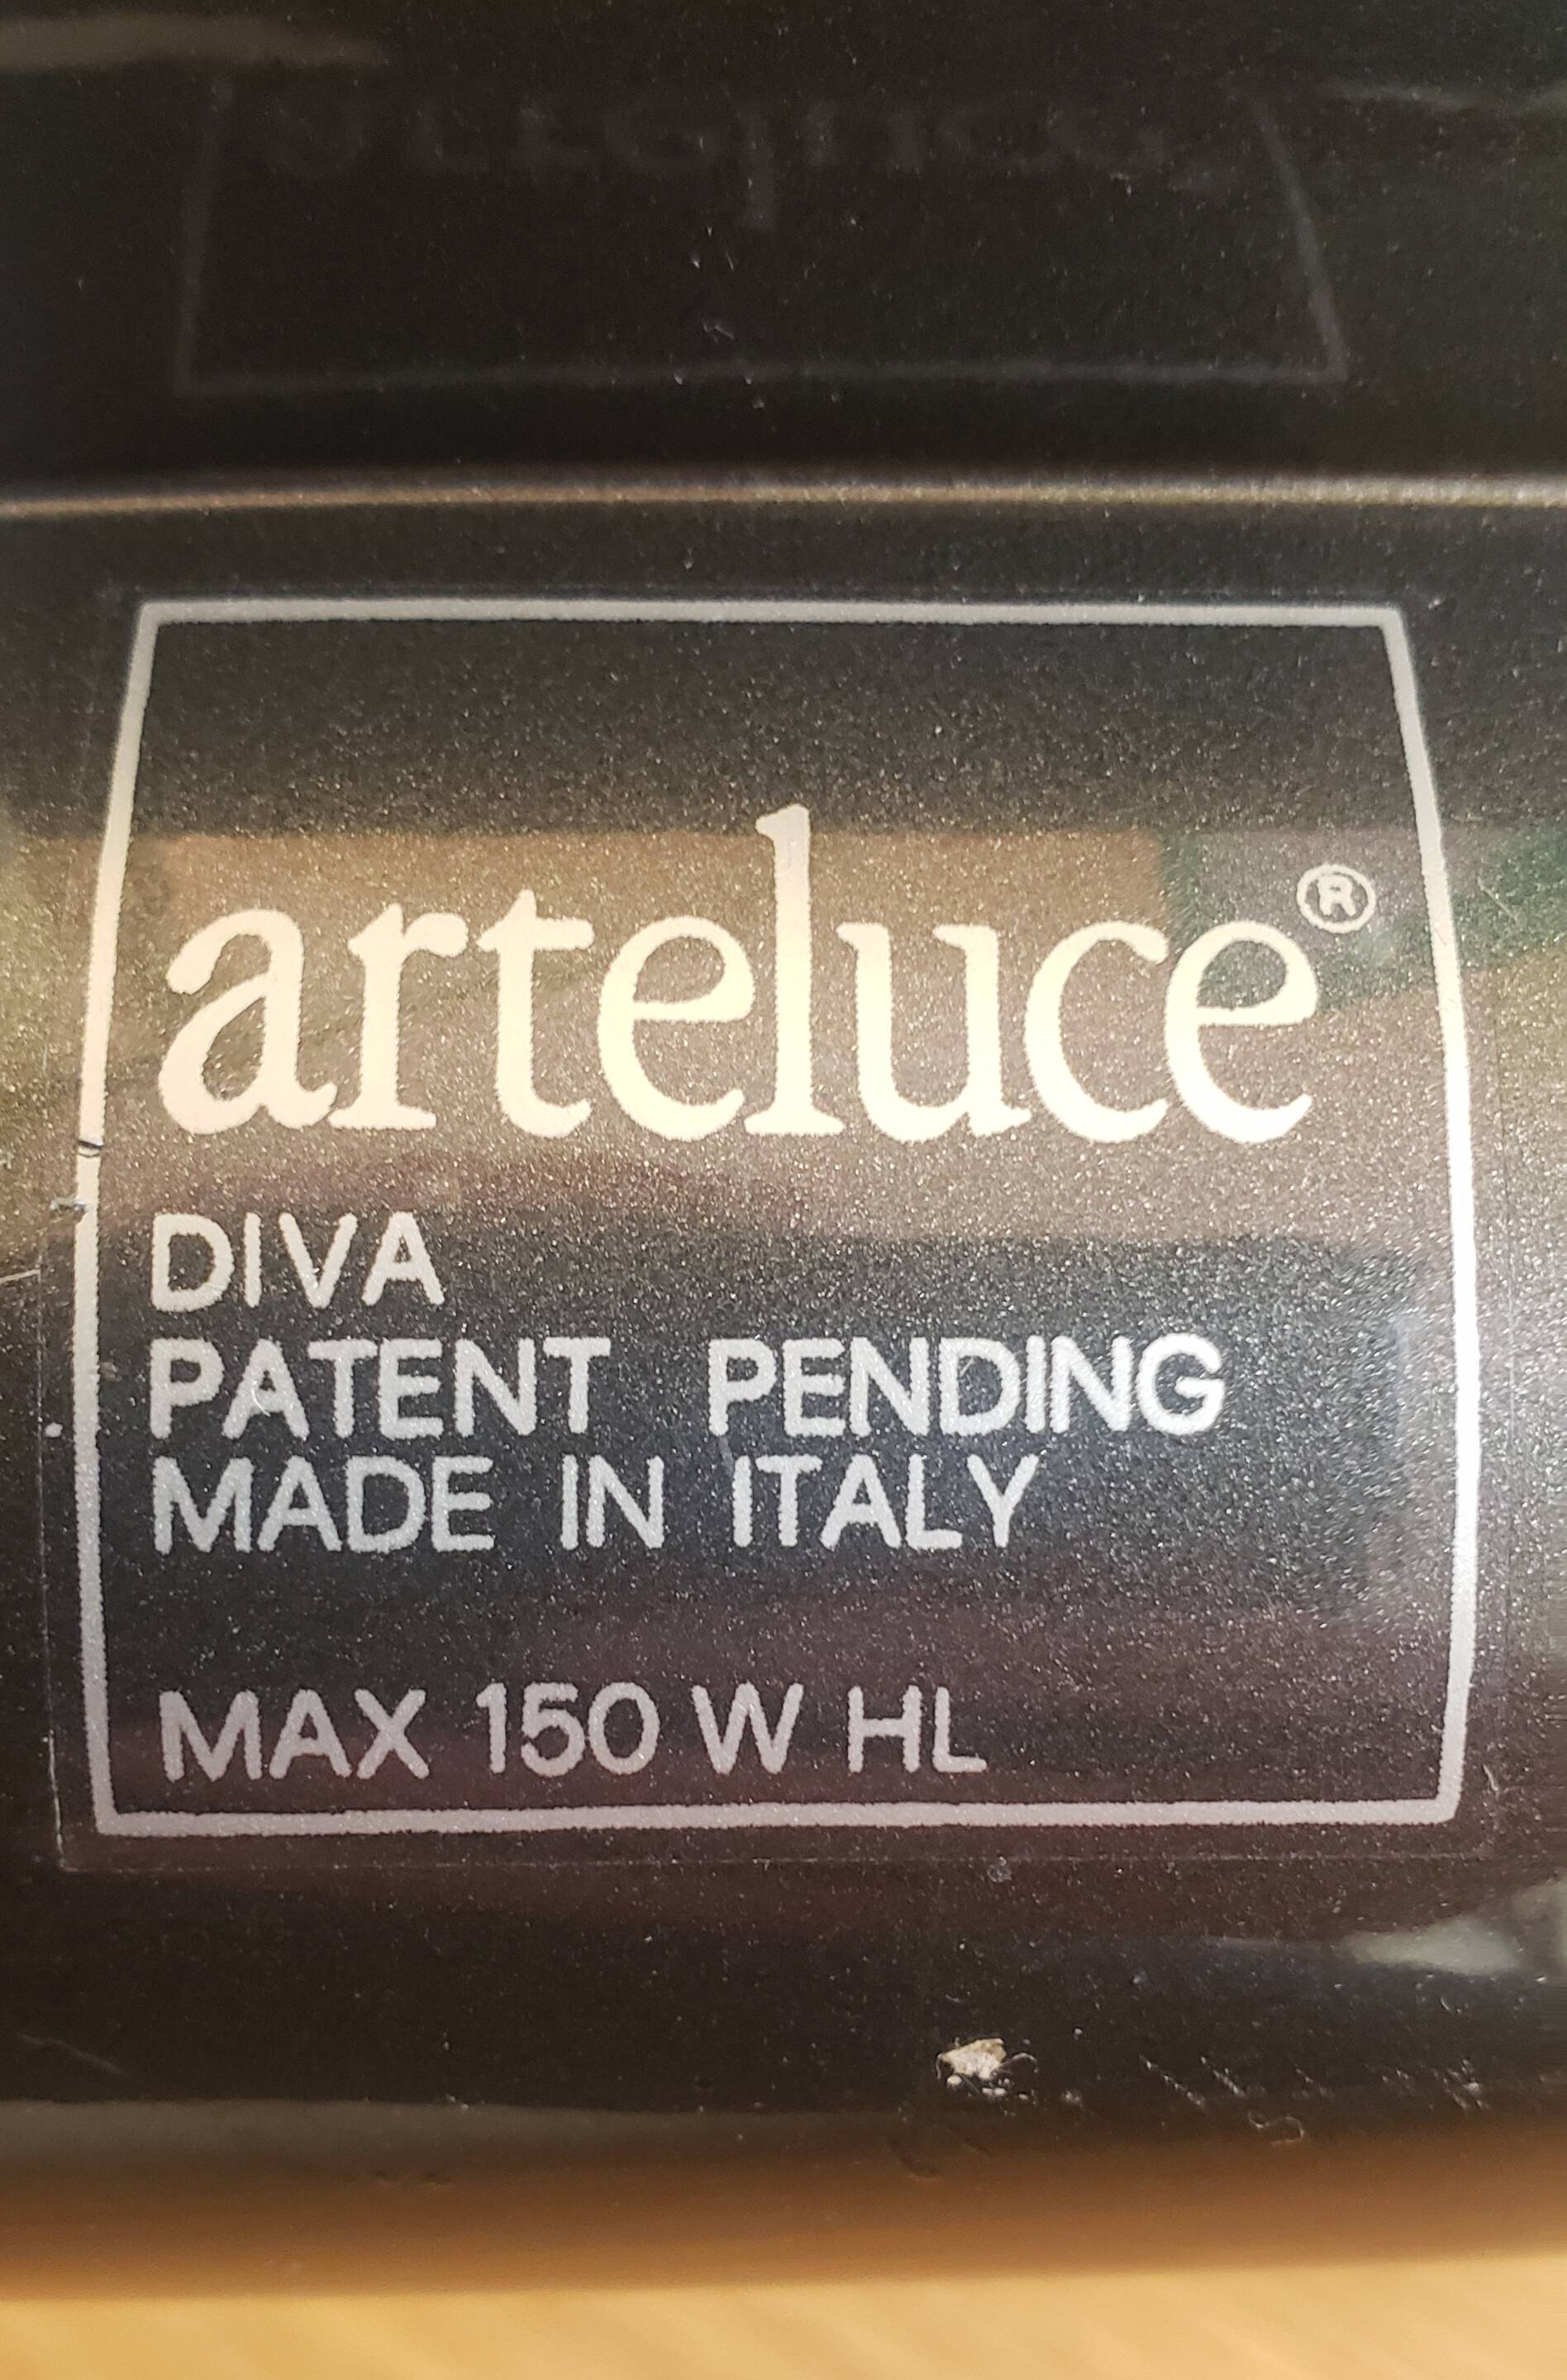 arteluce®
DIVA
PATENT PENDING
MADE IN ITALY
MAX 150 W HL